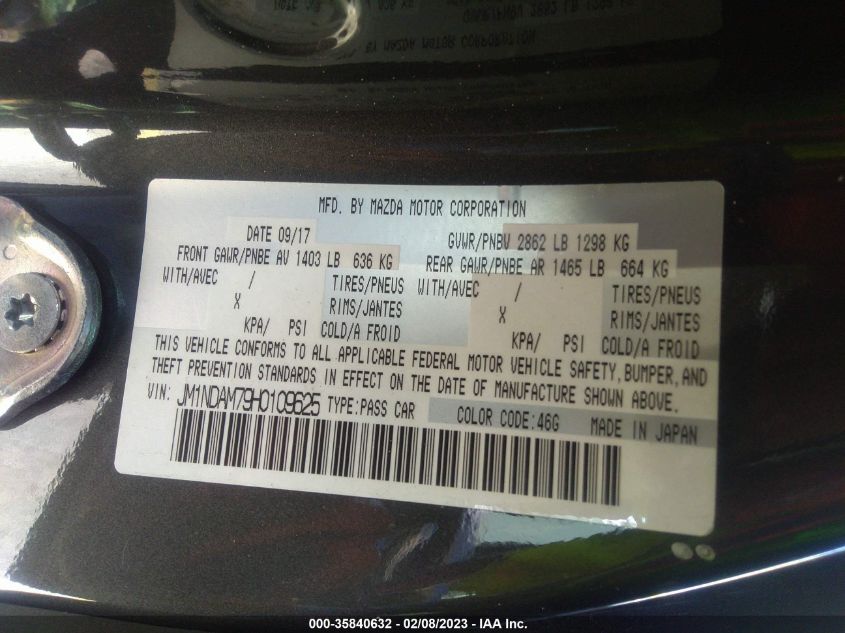 MFD. BY MAZDA MOTOR CORPORATION
DATE 09/17 GVWR/PNBV 2862 LB 1298 KG
FRONT GAWR/PNBE AV 1403 LB 636 KG REAR GAWR/PNBE AR 1465 LB 664 KG
WITH/AVEC / TIRES/PNEUS WITH/AVEC / TIRES/PNEUS
X RIMS/JANTES X RIMS/JANTES
KPA/ PSI COLD/A FROID KPA/ PSI COLD/A FROID
THIS VEHICLE CONFORMS TO ALL APPLICABLE FEDERAL MOTOR VEHICLE SAFETY, BUMPER, AND
THEFT PREVENTION STANDARDS IN EFFECT ON THE DATE OF MANUFACTURE SHOWN ABOVE.
VIN: JM1NDAM79H0109625 TYPE:PASS CAR COLOR CODE:46G MADE IN JAPAN
000-35840632 - 02/08/2023 - IAA Inc.